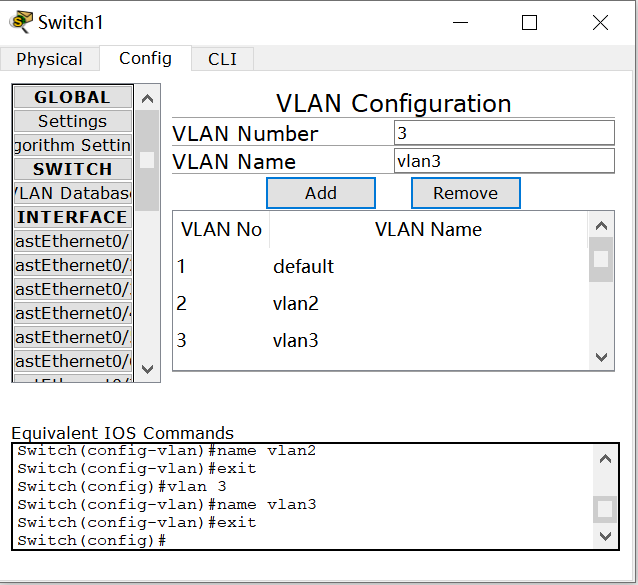 Switch1
Physical Config CLI
GLOBAL
Settings
gorithm Settin
SWITCH
VLAN Databas
INTERFACE
astEthernet0/
astEthernet0/
astEthernet0/
astEthernet0/4
astEthernet0/
astEthernet0/
VLAN Configuration
VLAN Number 3
VLAN Name vlan3
Add Remove
VLAN No VLAN Name
1 default
2 vlan2
3 vlan3
Equivalent IOS Commands
Switch(config-vlan)#name vlan2
Switch(config-vlan)#exit
Switch(config)#vlan 3
Switch(config-vlan)#name vlan3
Switch(config-vlan)#exit
Switch(config)#